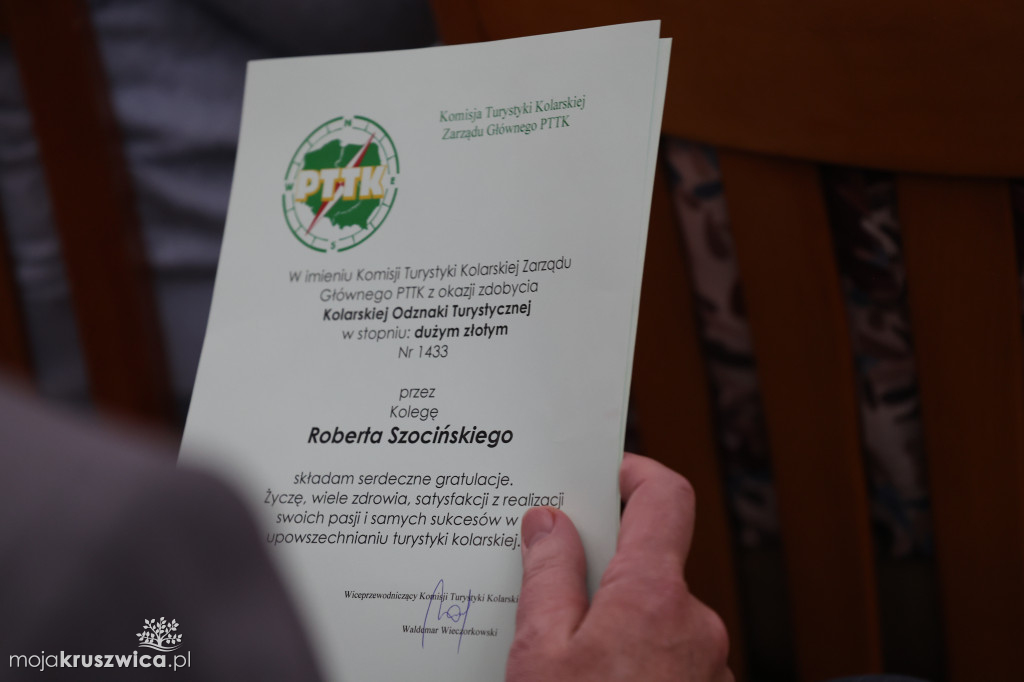 Komisja Turystyki Kolarskiej
Zarządu Głównego PTTK
N
W
E
S
PTTK
W imieniu Komisji Turystyki Kolarskiej Zarządu
Głównego PTTK z okazji zdobycia
Kolarskiej Odznaki Turystycznej
w stopniu: dużym złotym
Nr 1433
przez
Kolegę
Roberta Szocińskiego
składam serdeczne gratulacje.
Życzę, wiele zdrowia, satysfakcji z realizacji
swoich pasji i samych sukcesów w
upowszechnianiu turystyki kolarskiej.
Wiceprzewodniczący Komisji Turystyki Kolarski
Waldemar Wieczorkowski
mojakruszwica.pl